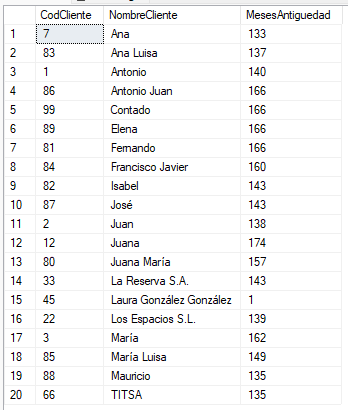 CodCliente NombreCliente MesesAntiguedad
1 7 Ana 133
2 83 Ana Luisa 137
3 1 Antonio 140
4 86 Antonio Juan 166
5 99 Contado 166
6 89 Elena 166
7 81 Fernando 166
8 84 Francisco Javier 160
9 82 Isabel 143
10 87 José 143
11 2 Juan 138
12 12 Juana 174
13 80 Juana María 157
14 33 La Reserva S.A. 143
15 45 Laura González González 1
16 22 Los Espacios S.L. 139
17 3 María 162
18 85 María Luisa 149
19 88 Mauricio 135
20 66 TITSA 135